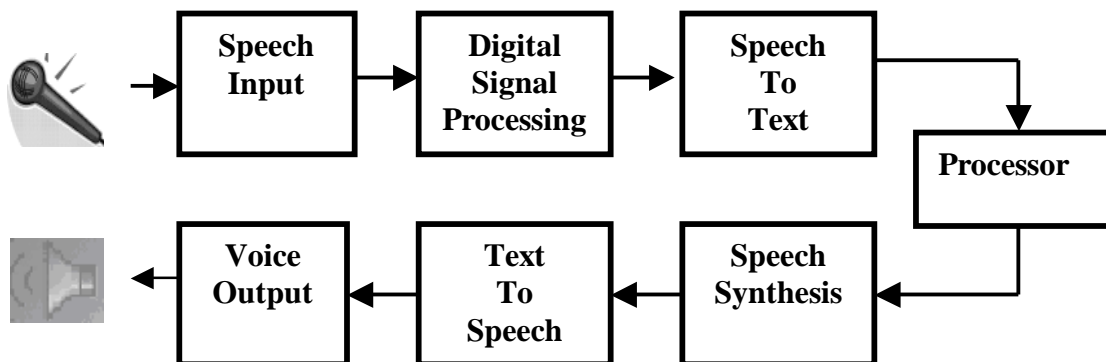 Speech
Input
Digital
Signal
Processing
Speech
To
Text
Processor
Speech
Synthesis
Text
To
Speech
Voice
Output